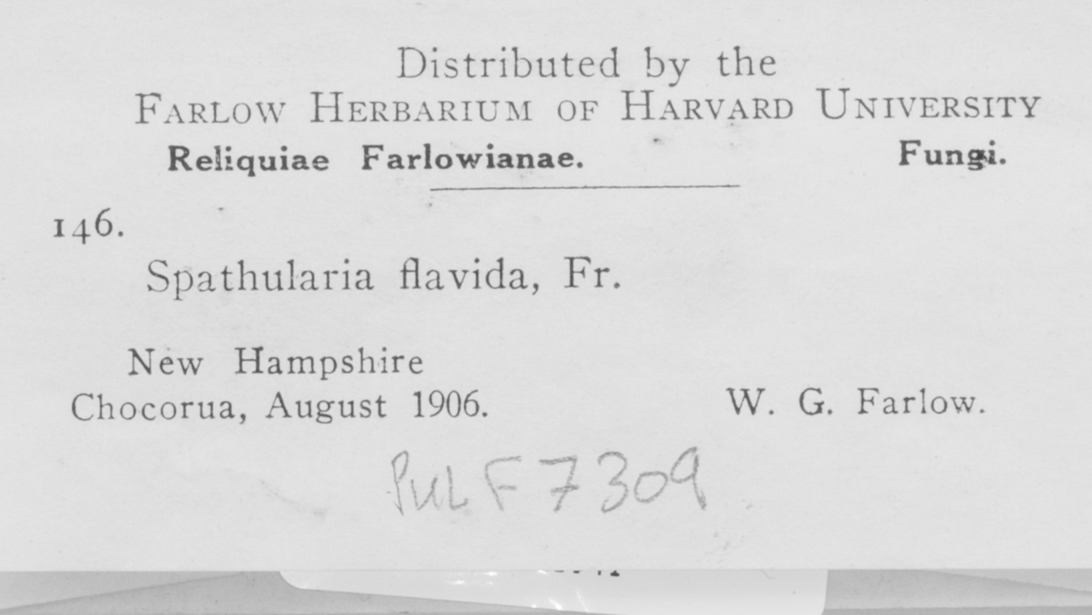 Distributed by the
FARLOW HERBARIUM OF HARVARD UNIVERSITY
Reliquiae Farlowianae. Fungi.
146.
Spathularia flavida, Fr.
New Hampshire
Chocorua, August 1906. W. G. Farlow.
PUL F 7309